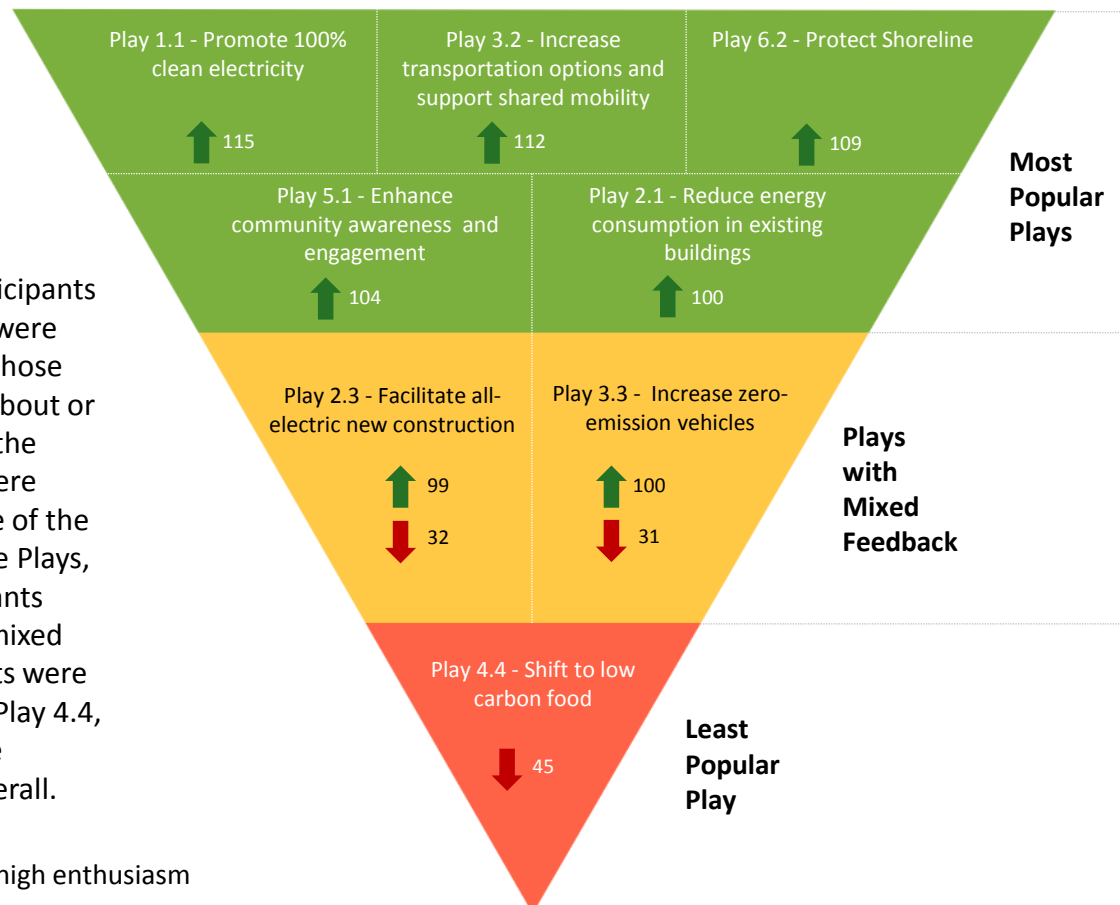 Play 1.1 - Promote 100%
clean electricity
115
Play 3.2 - Increase
transportation options and
support shared mobility
112
Play 6.2 - Protect Shoreline
109
Play 5.1 - Enhance
community awareness and
engagement
104
Play 2.1 - Reduce energy
consumption in existing
buildings
100
Most
Popular
Plays
Play 2.3 - Facilitate all-
electric new construction
99
32
Play 3.3 - Increase zero-
emission vehicles
100
31
Plays
with
Mixed
Feedback
Play 4.4 - Shift to low
carbon food
45
Least
Popular
Play
icipants
were
hose
bout or
the
ere
e of the
e Plays,
ants
mixed
ts were
Play 4.4,
e
erall.
high enthusiasm